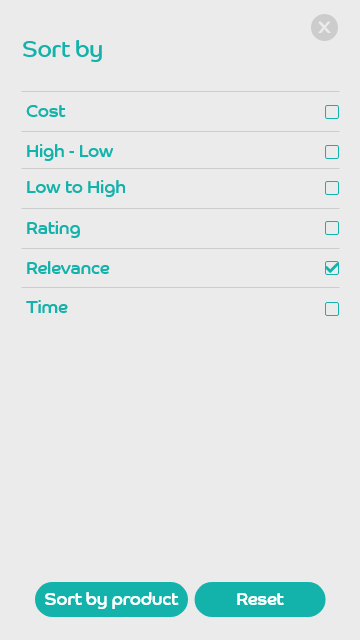 Sort by
Cost
High - Low
Low to High
Rating
Relevance
Time
Sort by product
Reset